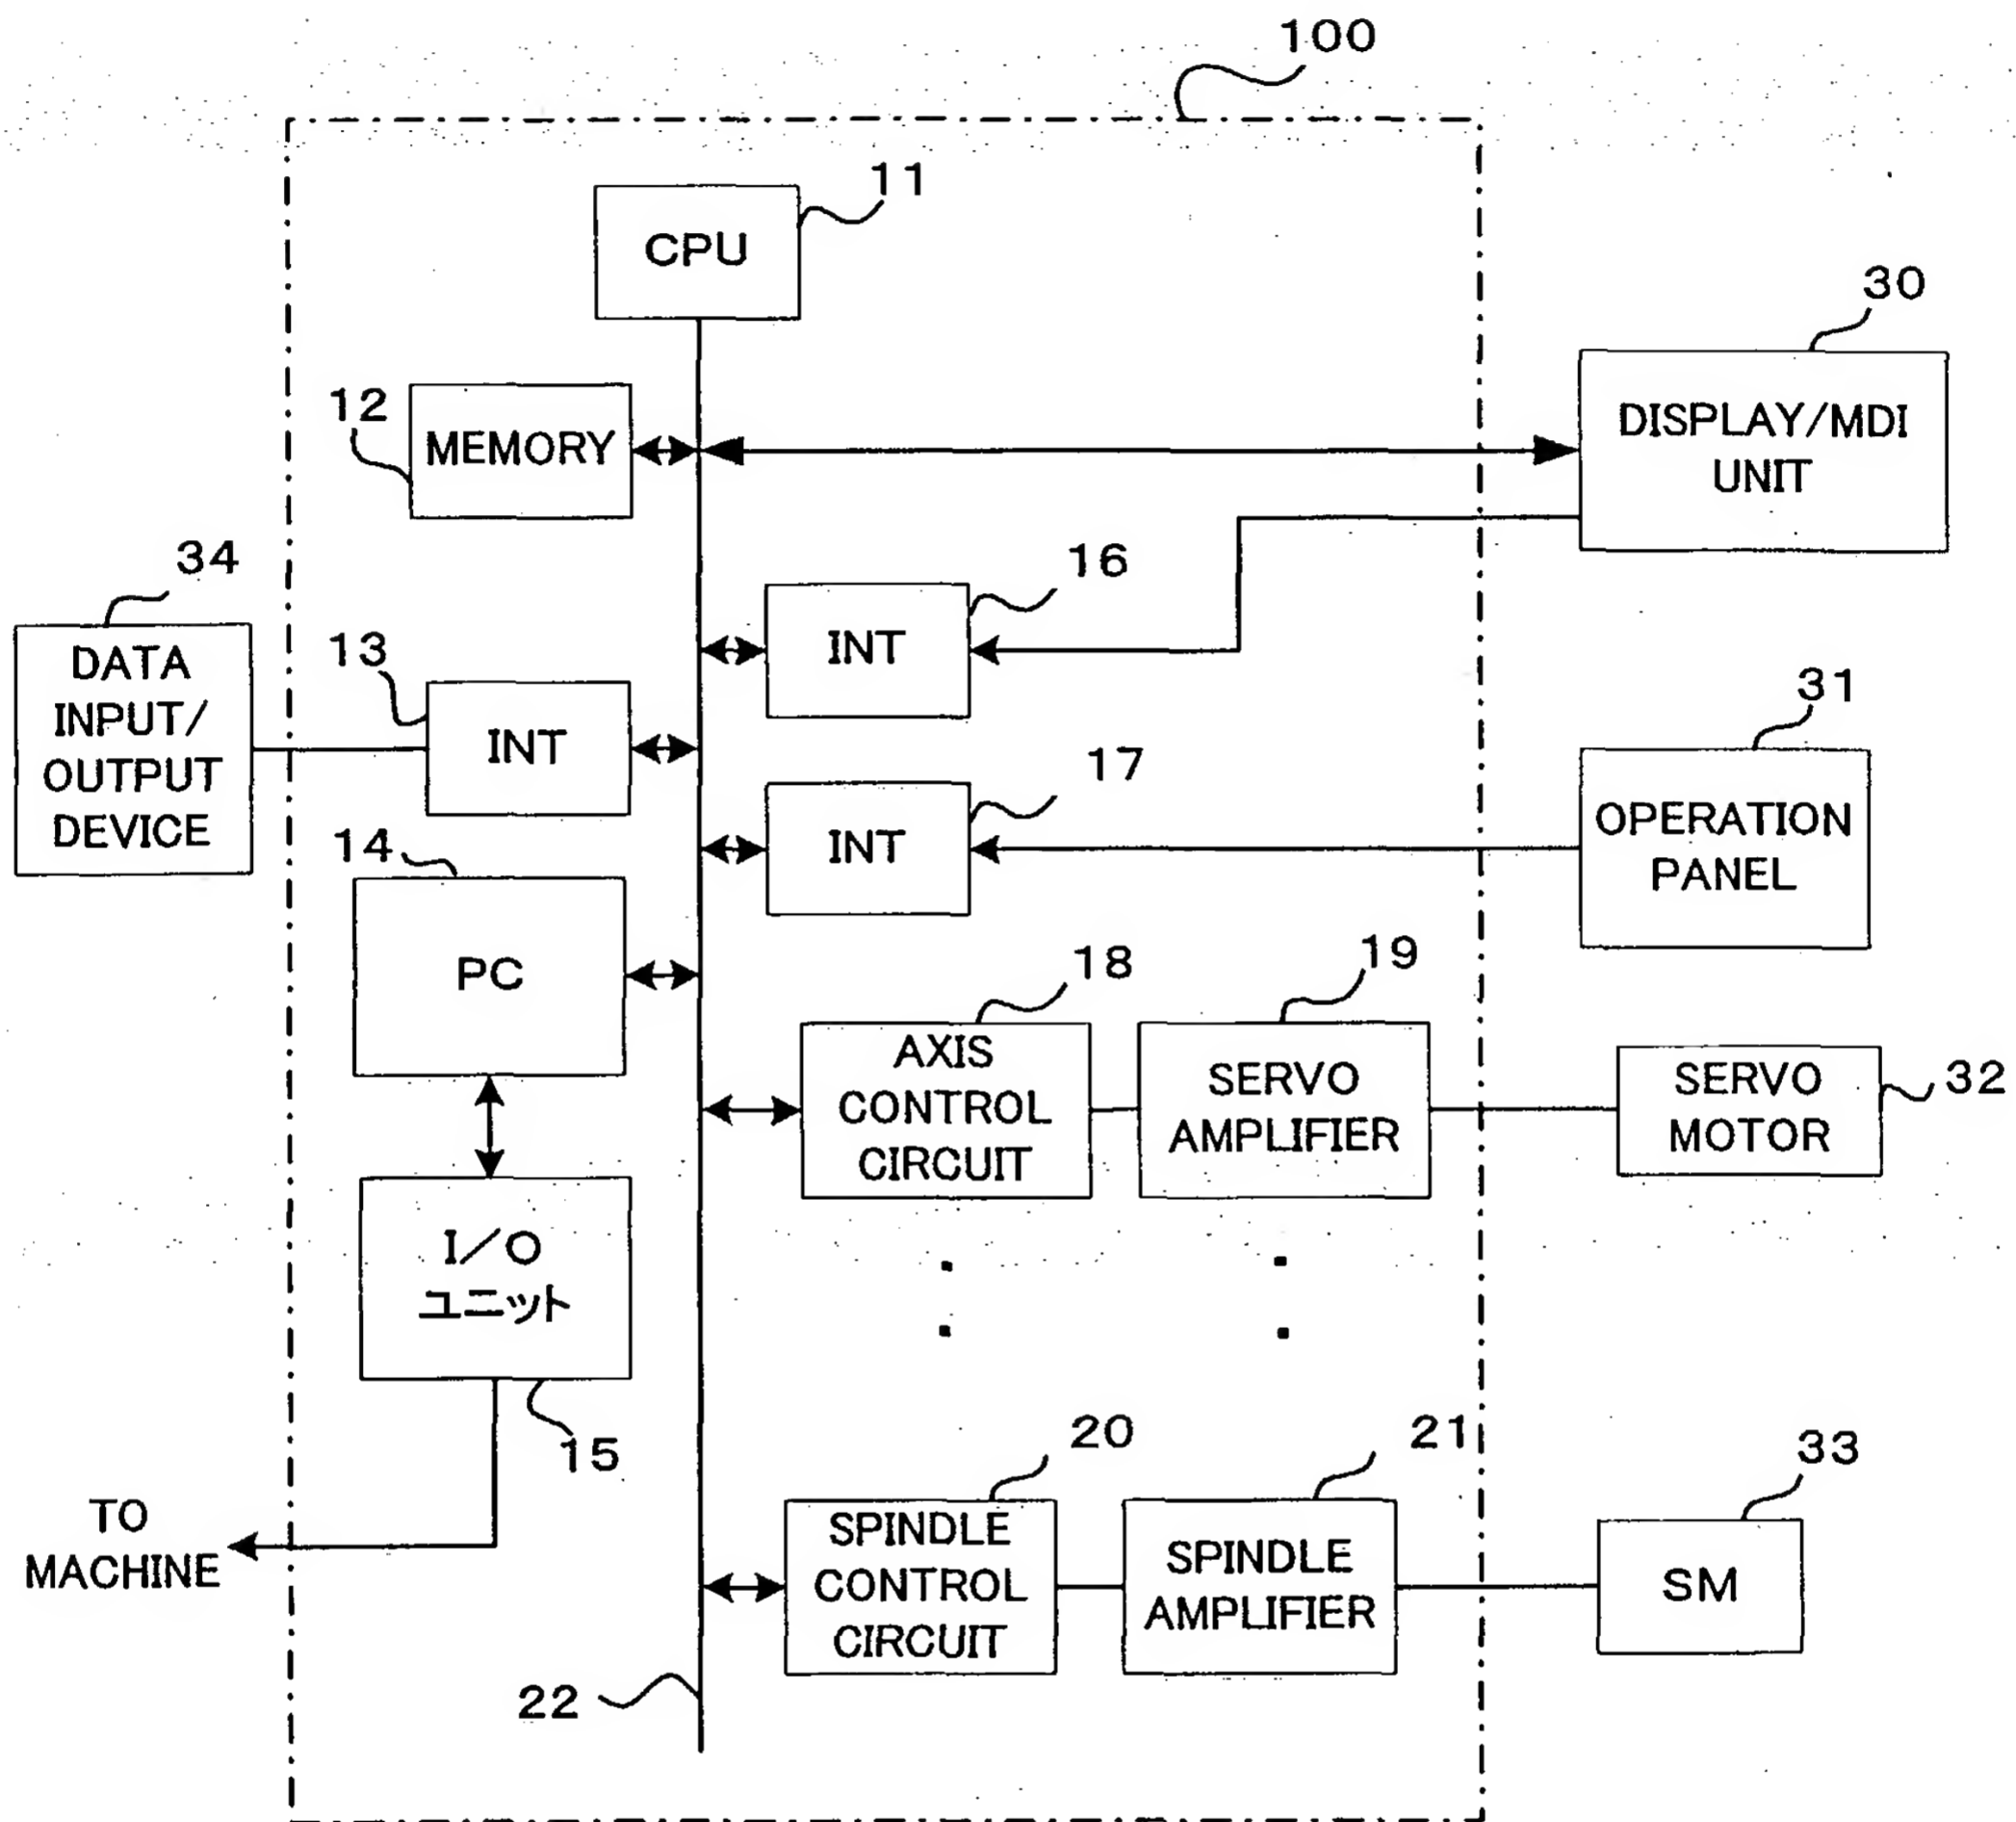 100
11
CPU
30
12
MEMORY
DISPLAY/MDI
UNIT
34
16
DATA
INPUT/
OUTPUT
DEVICE
13
INT
INT
31
17
INT
OPERATION
PANEL
14
PC
18
19
AXIS
CONTROL
CIRCUIT
SERVO
AMPLIFIER
SERVO
MOTOR
32
I/O
ユニット
15
20
21
33
TO
MACHINE
SPINDLE
CONTROL
CIRCUIT
SPINDLE
AMPLIFIER
SM
22